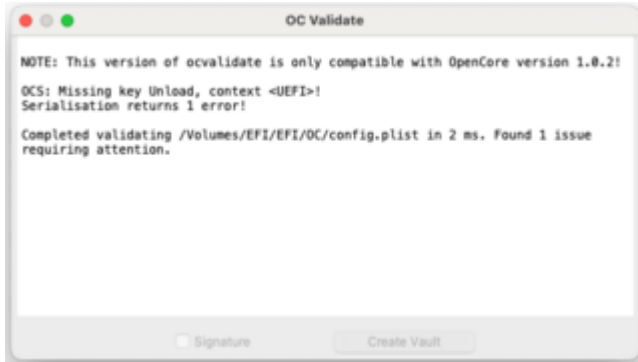 OC Validate
NOTE: This version of ocvalidate is only compatible with OpenCore version 1.0.2!
OCS: Missing key Unload, context <UEFI>!
Serialisation returns 1 error!
Completed validating /Volumes/EFI/EFI/OC/config.plist in 2 ms. Found 1 issue
requiring attention.
Signature
Create Vault